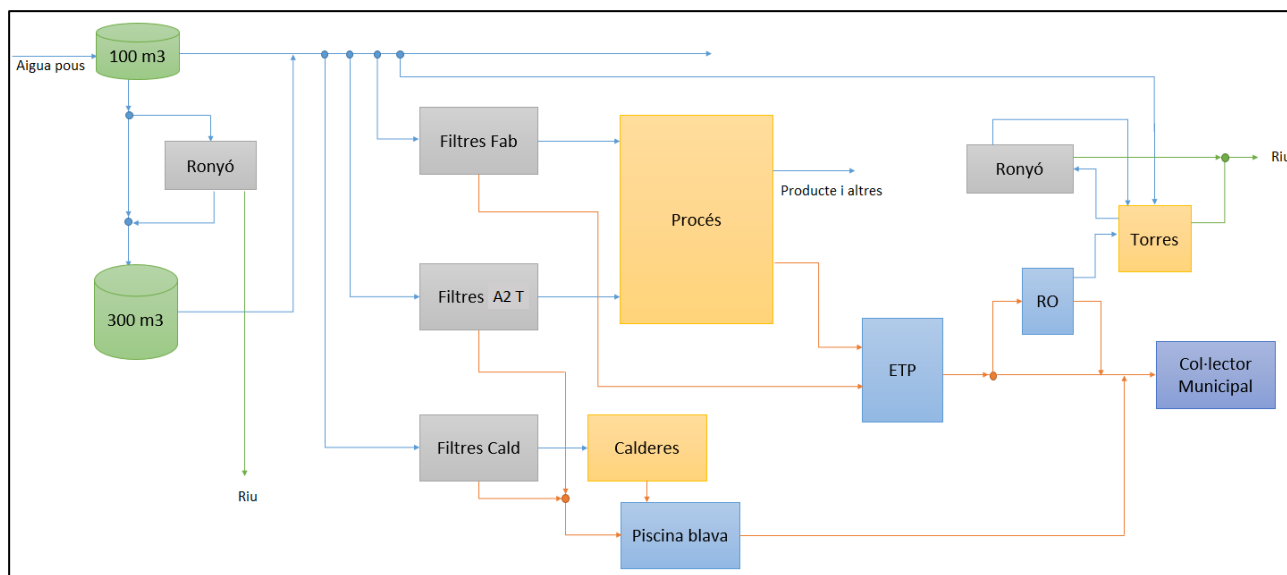 100 m3
Aigua pous
Filtres Fab
Ronyó
Ronyó
Riu
Producte i altres
Procés
Torres
Filtres A2 T
RO
300 m3
ETP
Col·lector
Municipal
Filtres Cald
Calderes
Riu
Piscina blava